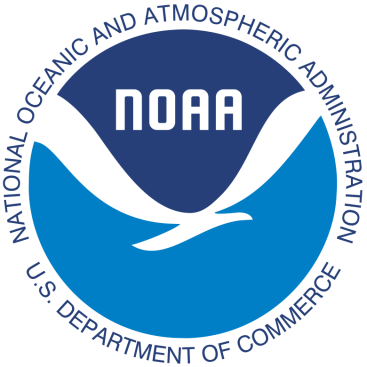 NATIONAL OCEANIC AND ATMOSPHERIC ADMINISTRATION
NOAA
U.S. DEPARTMENT OF COMMERCE